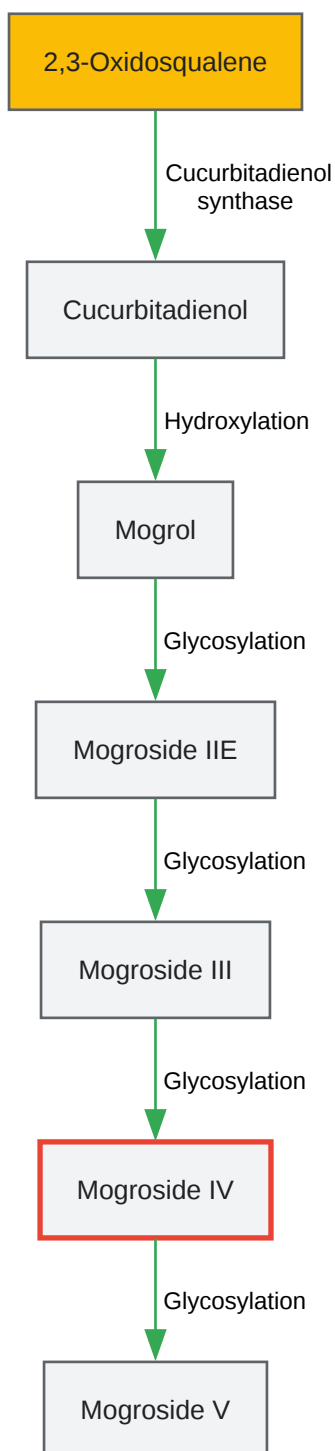 2,3-Oxidosqualene
Cucurbitadienol
synthase
Cucurbitadienol
Hydroxylation
Mogrol
Glycosylation
Mogroside IIE
Glycosylation
Mogroside III
Glycosylation
Mogroside IV
Glycosylation
Mogroside V